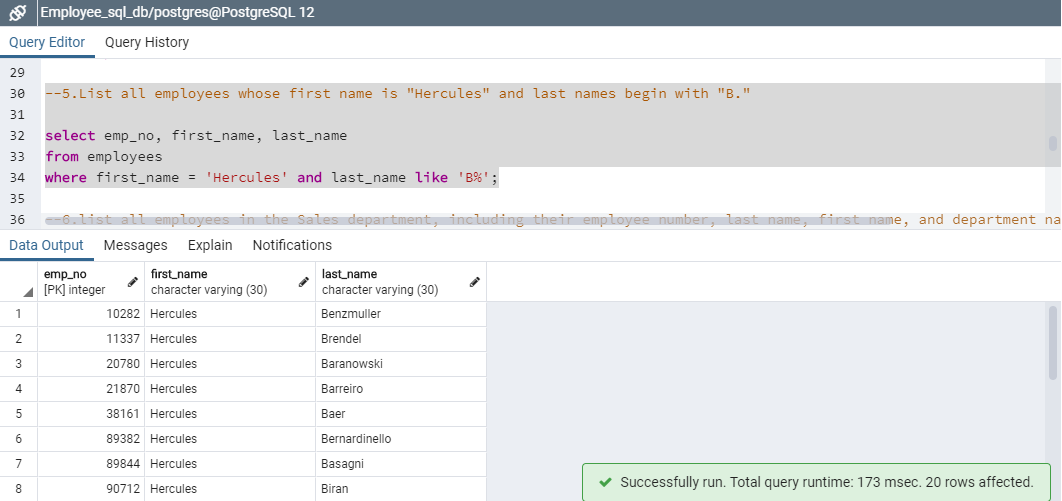 Employee_sql_db/postgres@PostgreSQL 12
Query Editor Query History
29
30 --5.List all employees whose first name is "Hercules" and last names begin with "B."
31
32 select emp_no, first_name, last_name
33 from employees
34 where first_name = 'Hercules' and last_name like 'B%';
35
36 --6.list all employees in the Sales department, including their employee number, last name, first name, and department na
Data Output Messages Explain Notifications
emp_no first_name last_name
[PK] integer character varying (30) character varying (30)
1 10282 Hercules Benzmuller
2 11337 Hercules Brendel
3 20780 Hercules Baranowski
4 21870 Hercules Barreiro
5 38161 Hercules Baer
6 89382 Hercules Bernardinello
7 89844 Hercules Basagni
8 90712 Hercules Biran
Successfully run. Total query runtime: 173 msec. 20 rows affected.